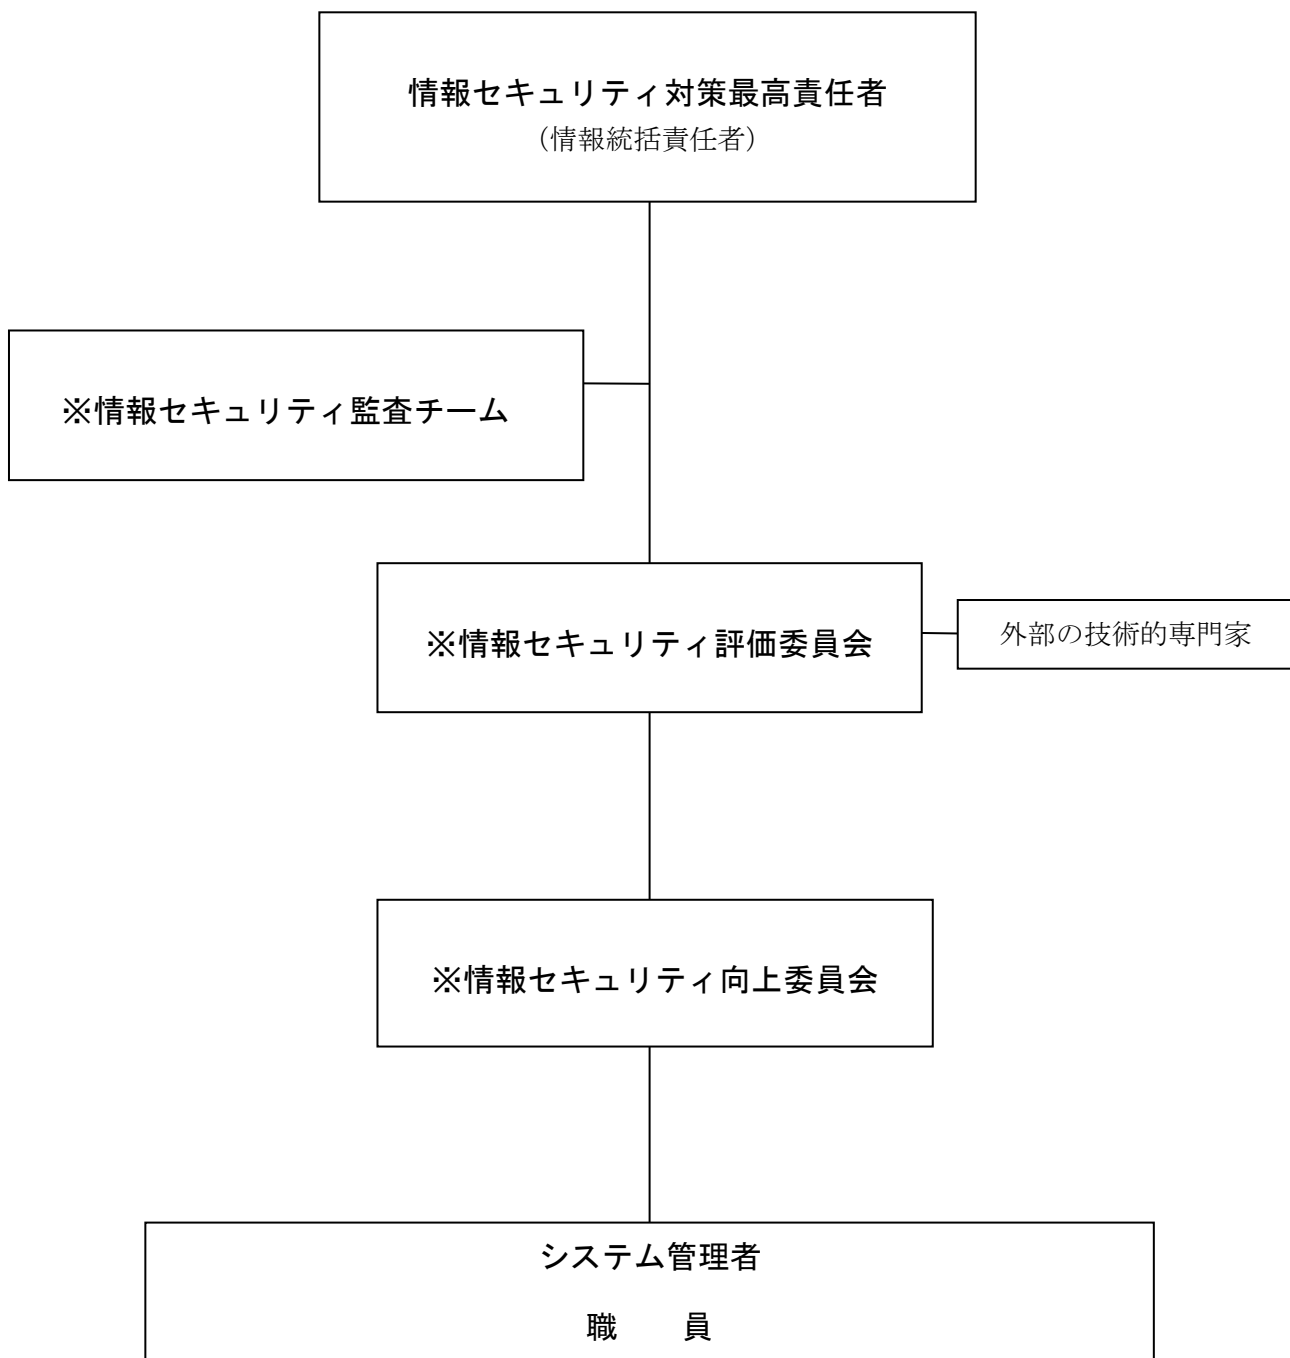 情報セキュリティ対策最高責任者
（情報統括責任者）
※情報セキュリティ監査チーム
※情報セキュリティ評価委員会
外部の技術的専門家
※情報セキュリティ向上委員会
システム管理者
職　　員